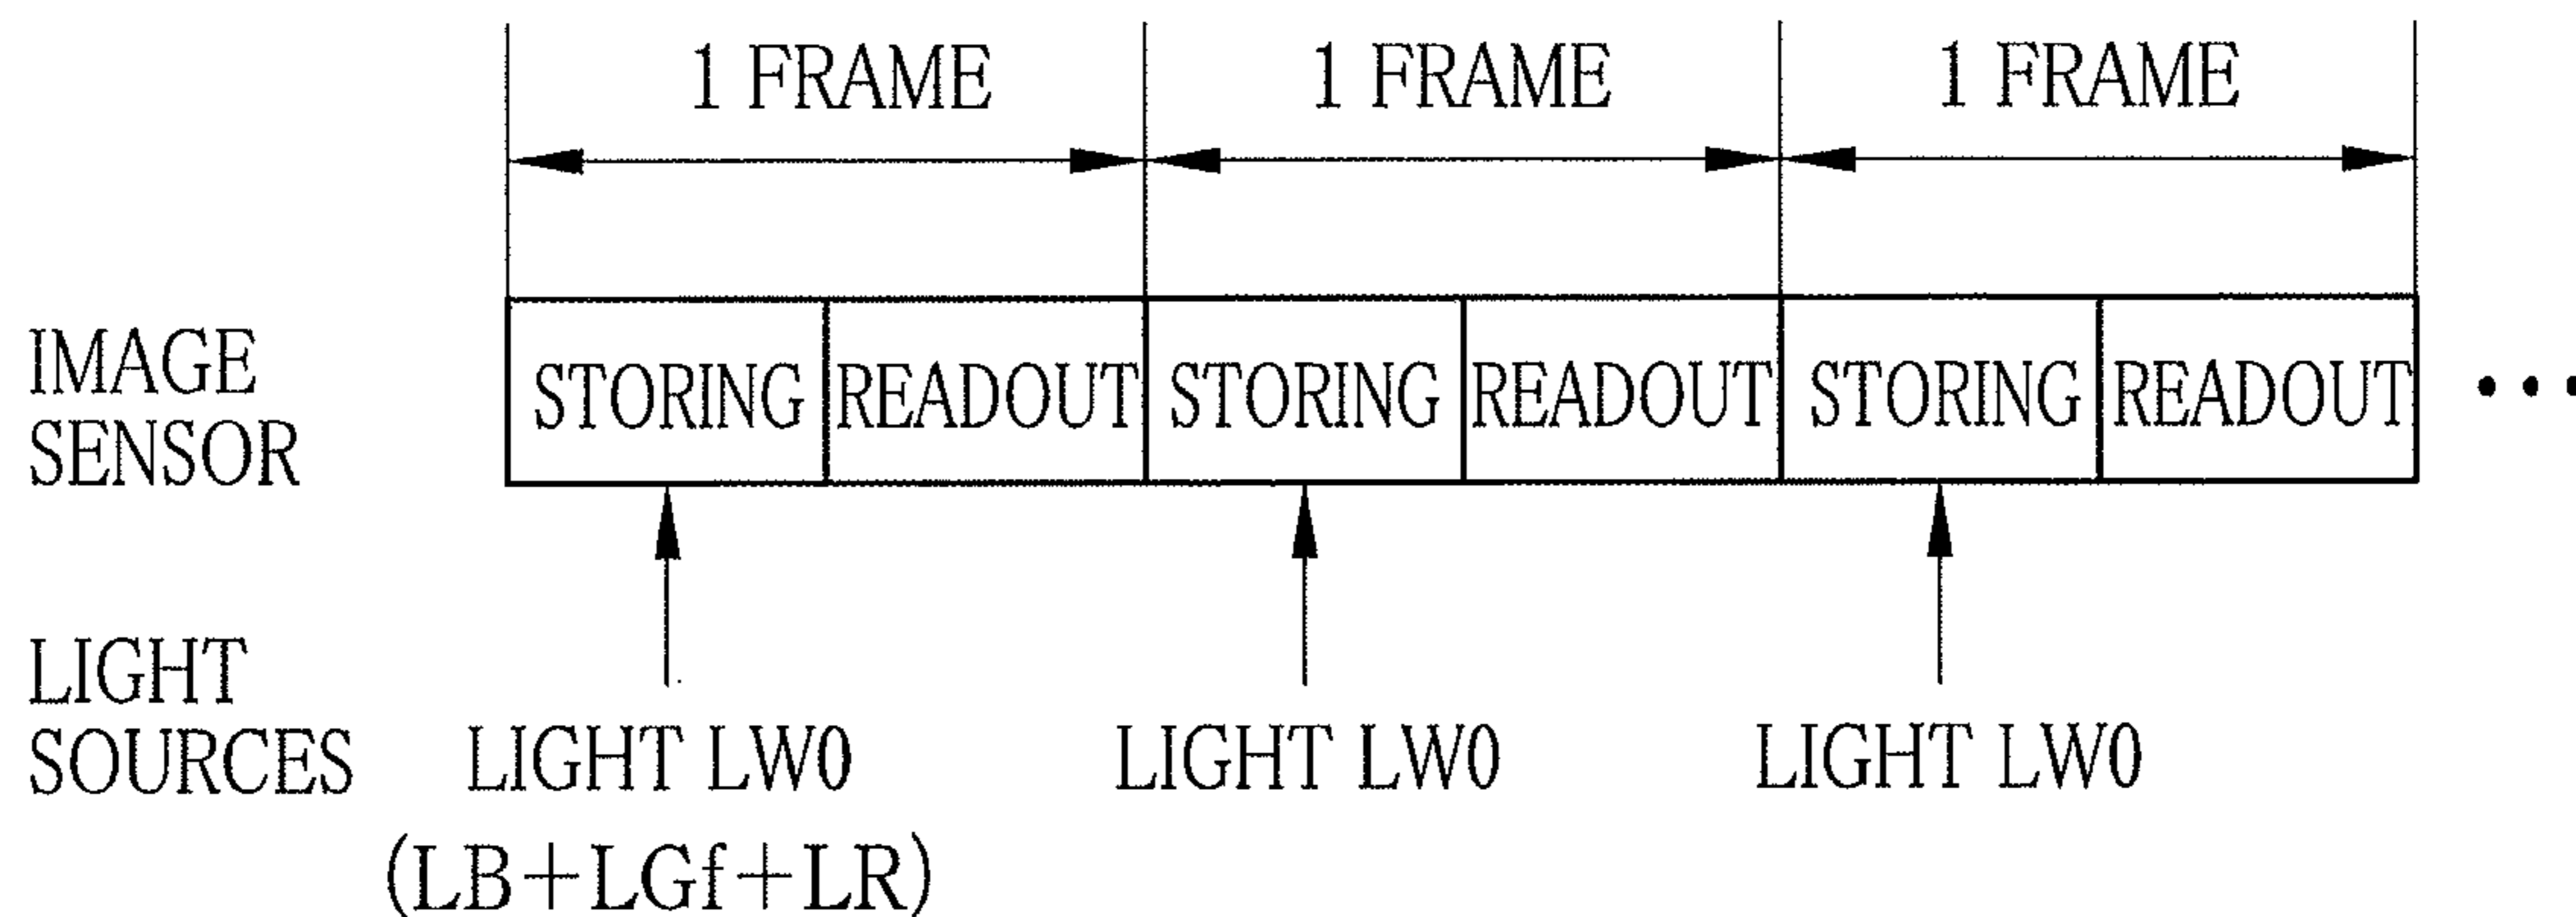 1 FRAME 1 FRAME 1 FRAME
IMAGE
SENSOR
STORING READOUT STORING READOUT STORING READOUT ...
LIGHT
SOURCES
LIGHT LW0 LIGHT LW0 LIGHT LW0
(LB+LGf+LR)